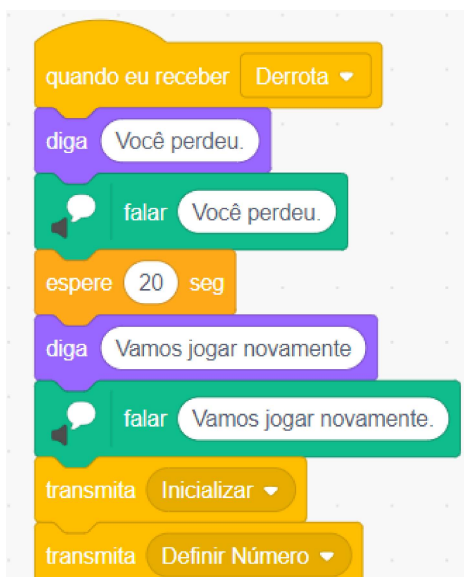 quando eu receber Derrota
diga Você perdeu.
falar Você perdeu.
espere 20 seg
diga Vamos jogar novamente
falar Vamos jogar novamente.
transmita Inicializar
transmita Definir Número